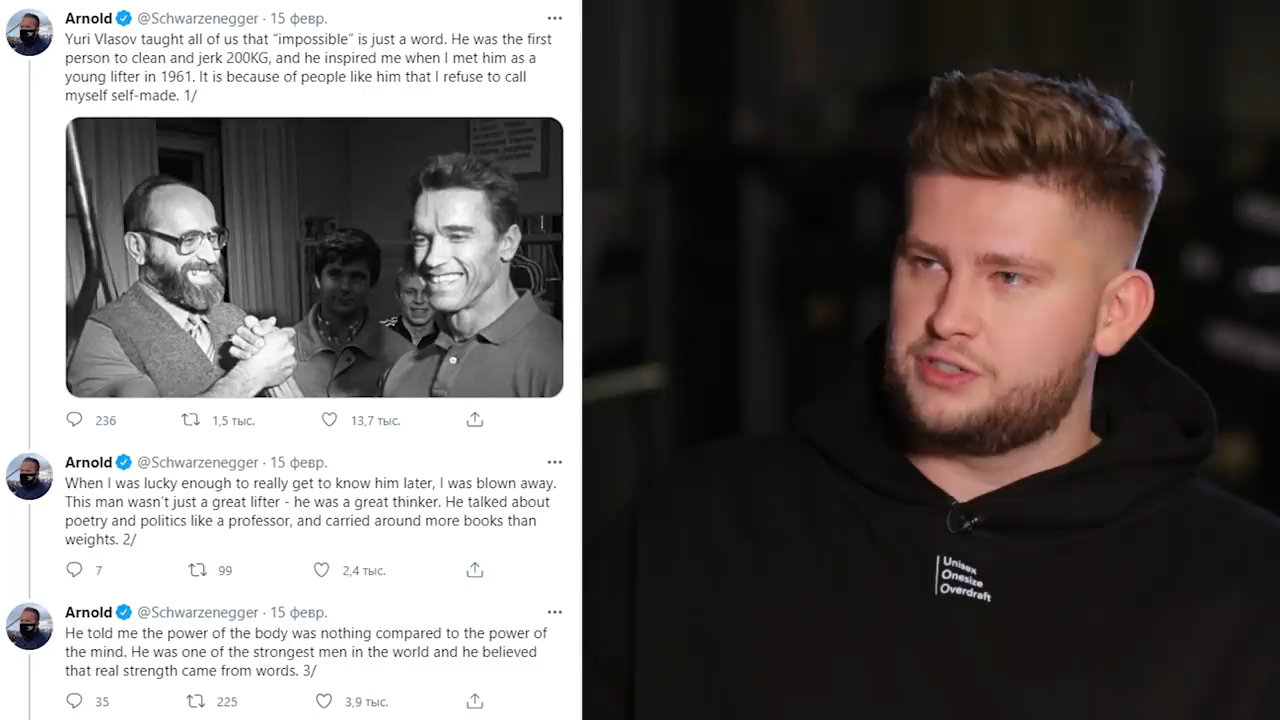 Arnold @Schwarzenegger · 15 февр.
Yuri Vlasov taught all of us that “impossible” is just a word. He was the first
person to clean and jerk 200KG, and he inspired me when I met him as a
young lifter in 1961. It is because of people like him that I refuse to call
myself self-made. 1/
236 1,5 тыс. 13,7 тыс.
Arnold @Schwarzenegger · 15 февр.
When I was lucky enough to really get to know him later, I was blown away.
This man wasn’t just a great lifter - he was a great thinker. He talked about
poetry and politics like a professor, and carried around more books than
weights. 2/
7 99 2,4 тыс.
Arnold @Schwarzenegger · 15 февр.
He told me the power of the body was nothing compared to the power of
the mind. He was one of the strongest men in the world and he believed
that real strength came from words. 3/
35 225 3,9 тыс.
Unisex
Onesize
Overdraft